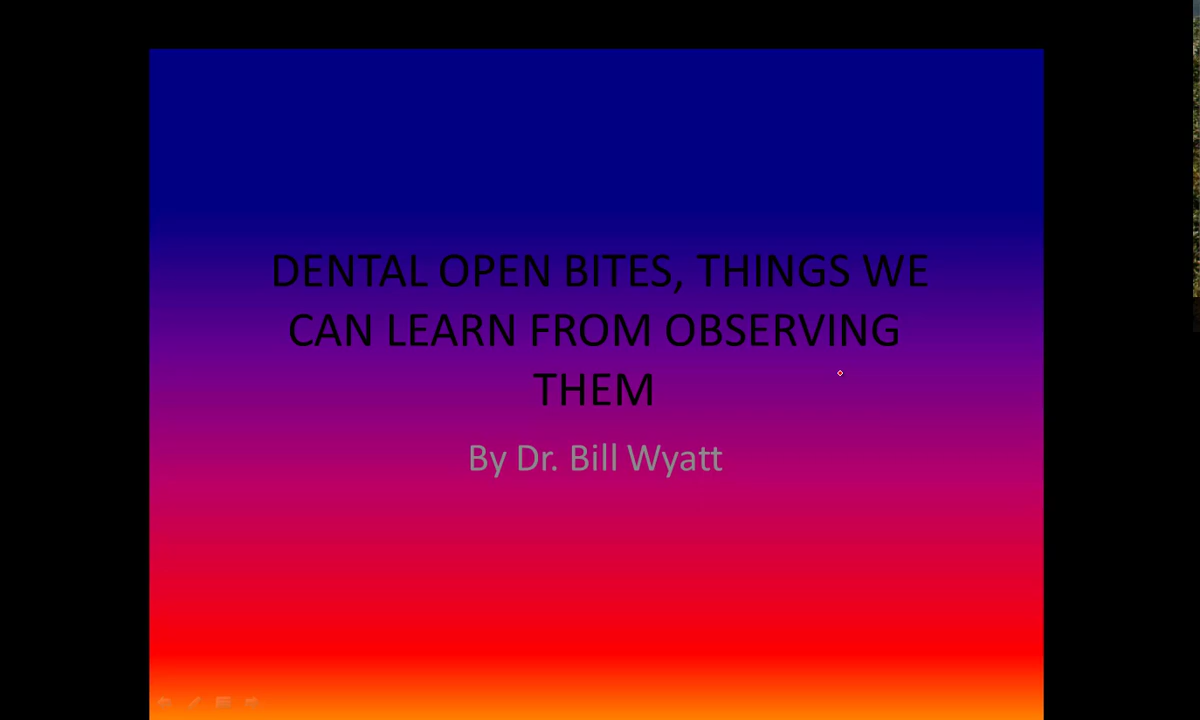 DENTAL OPEN BITES, THINGS WE
CAN LEARN FROM OBSERVING
THEM
By Dr. Bill Wyatt